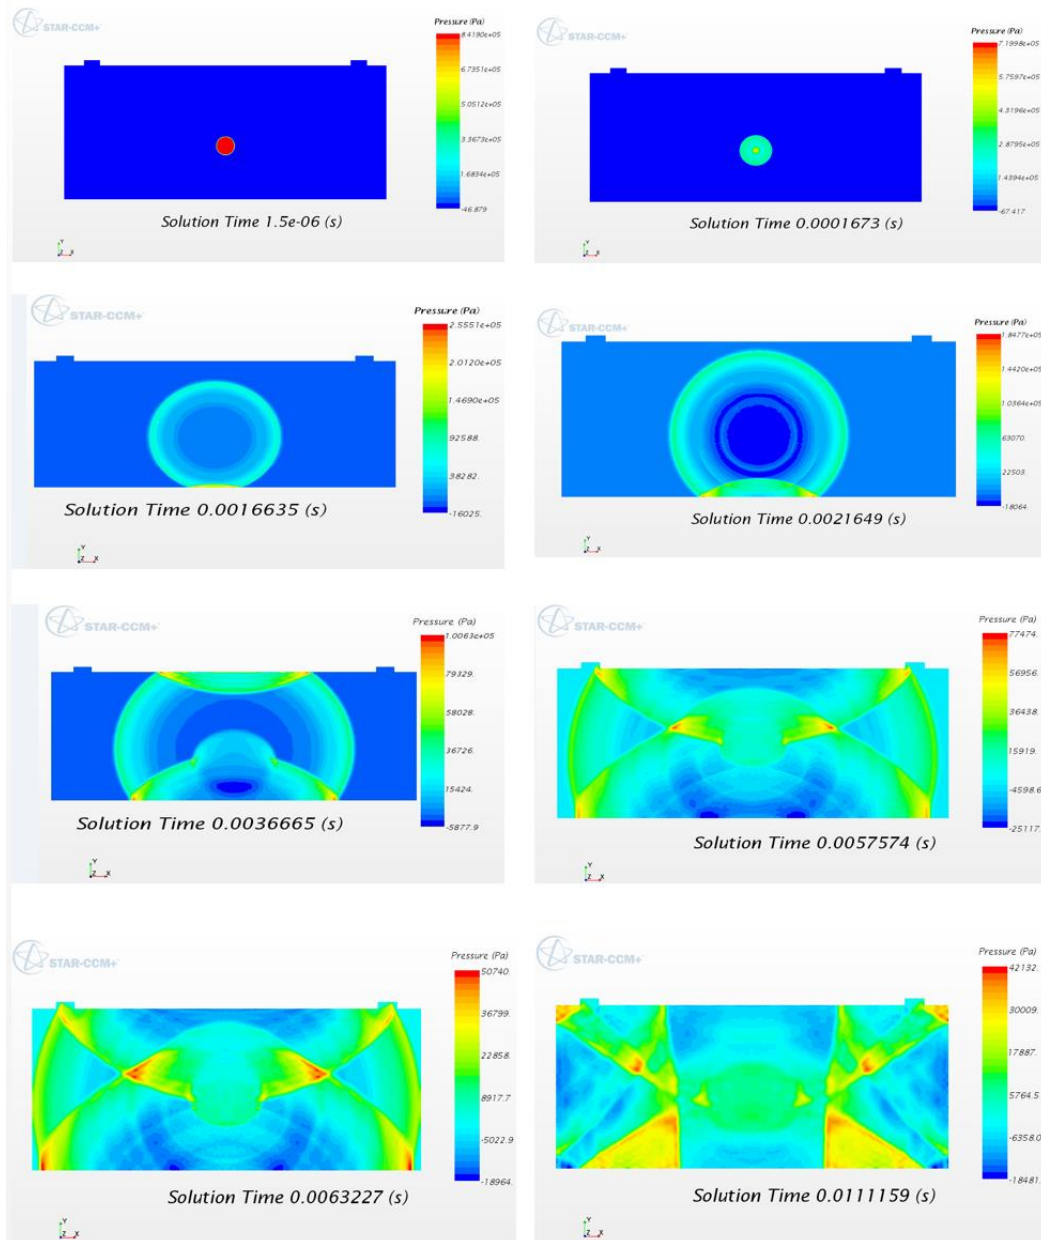 STAR-CCM+
Pressure (Pa)
8.4190e+05
6.7351e+05
5.0512e+05
3.3673e+05
1.6834e+05
-46.879
Solution Time 1.5e-06 (s)
Y
Z X
STAR-CCM+
Pressure (Pa)
7.1998e+05
5.7597e+05
4.3196e+05
2.8795e+05
1.4394e+05
-67.417
Solution Time 0.0001673 (s)
Y
Z X
STAR-CCM+
Pressure (Pa)
2.5551e+05
2.0120e+05
1.4690e+05
92588.
38282.
-16025.
Solution Time 0.0016635 (s)
Y
Z X
STAR-CCM+
Pressure (Pa)
1.8477e+05
1.4420e+05
1.0364e+05
63070.
22503.
-18064.
Solution Time 0.0021649 (s)
Y
Z X
STAR-CCM+
Pressure (Pa)
1.0063e+05
79329.
58028.
36726.
15424.
-5877.9
Solution Time 0.0036665 (s)
Y
Z X
STAR-CCM+
Pressure (Pa)
77474.
56956.
36438.
15919.
-4598.6
-25117.
Solution Time 0.0057574 (s)
Y
Z X
STAR-CCM+
Pressure (Pa)
50740.
36799.
22858.
8917.7
-5022.9
-18964.
Solution Time 0.0063227 (s)
Y
Z X
STAR-CCM+
Pressure (Pa)
42132.
30009.
17887.
5764.5
-6358.0
-18481.
Solution Time 0.0111159 (s)
Y
Z X